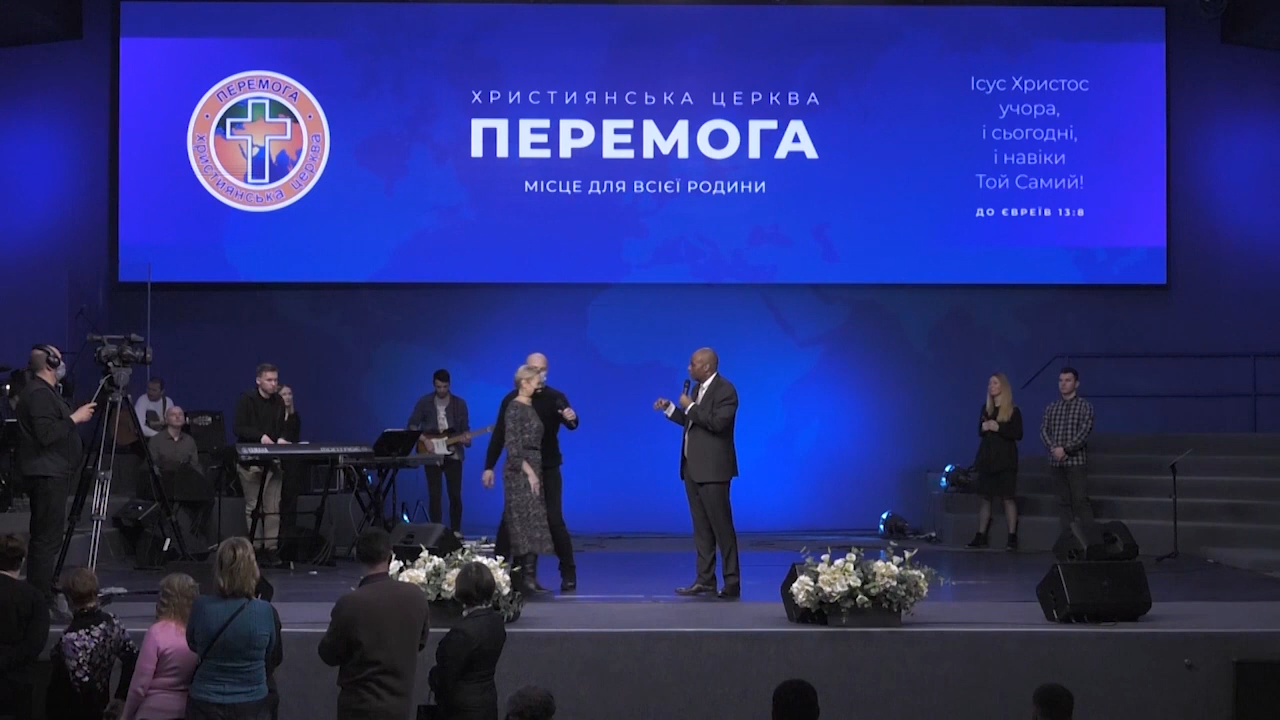 ПЕРЕМОГА
християнська церква
ХРИСТИЯНСЬКА ЦЕРКВА
ПЕРЕМОГА
МІСЦЕ ДЛЯ ВСІЄЇ РОДИНИ
Ісус Христос
учора,
і сьогодні,
і навіки
Той Самий!
ДО ЄВРЕЇВ 13:8
YAMAHA